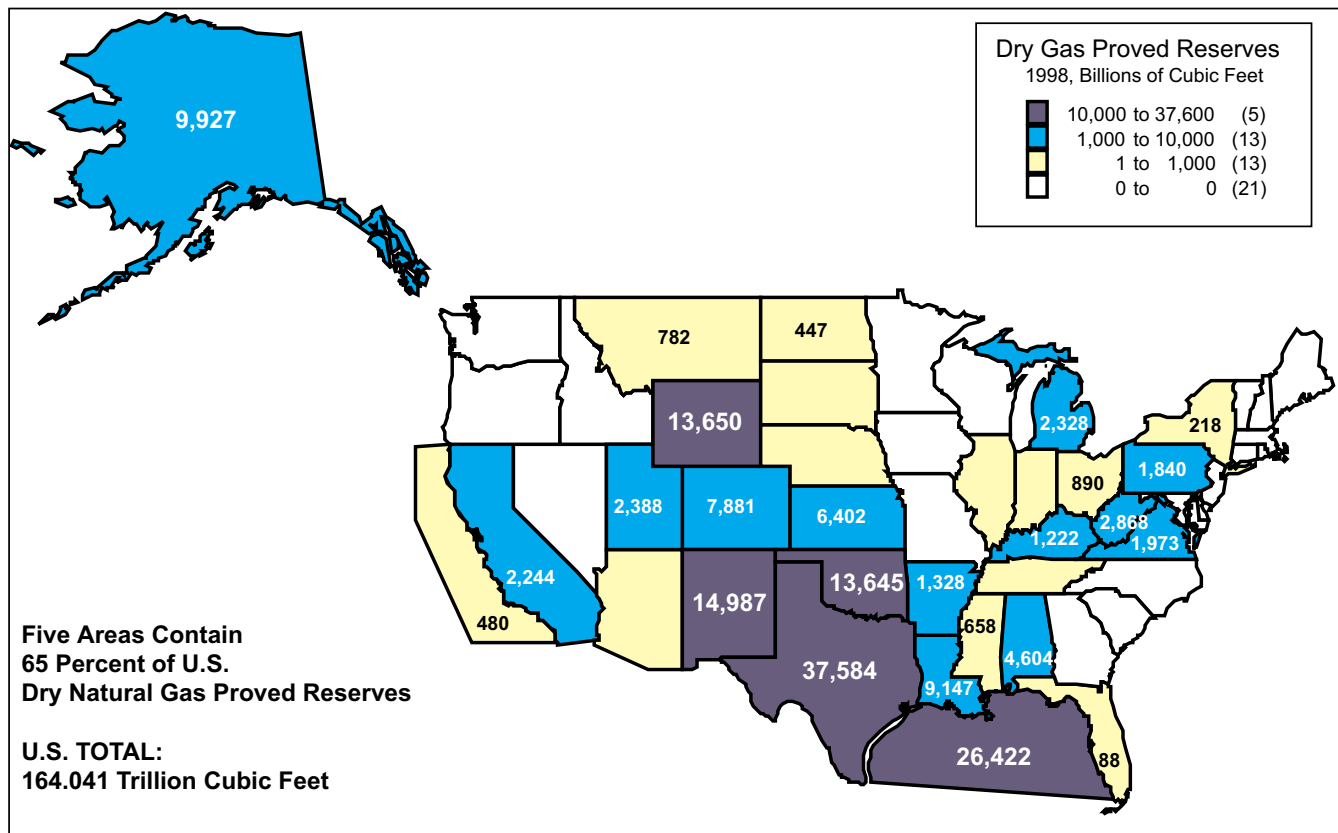 Dry Gas Proved Reserves
1998, Billions of Cubic Feet
10,000 to 37,600 (5)
1,000 to 10,000 (13)
1 to 1,000 (13)
0 to 0 (21)
9,927
782
447
13,650
2,328
218
1,840
890
2,388
7,881
6,402
2,868
1,222
1,973
2,244
14,987
13,645
1,328
480
658
4,604
37,584
9,147
26,422
88
Five Areas Contain
65 Percent of U.S.
Dry Natural Gas Proved Reserves
U.S. TOTAL:
164.041 Trillion Cubic Feet